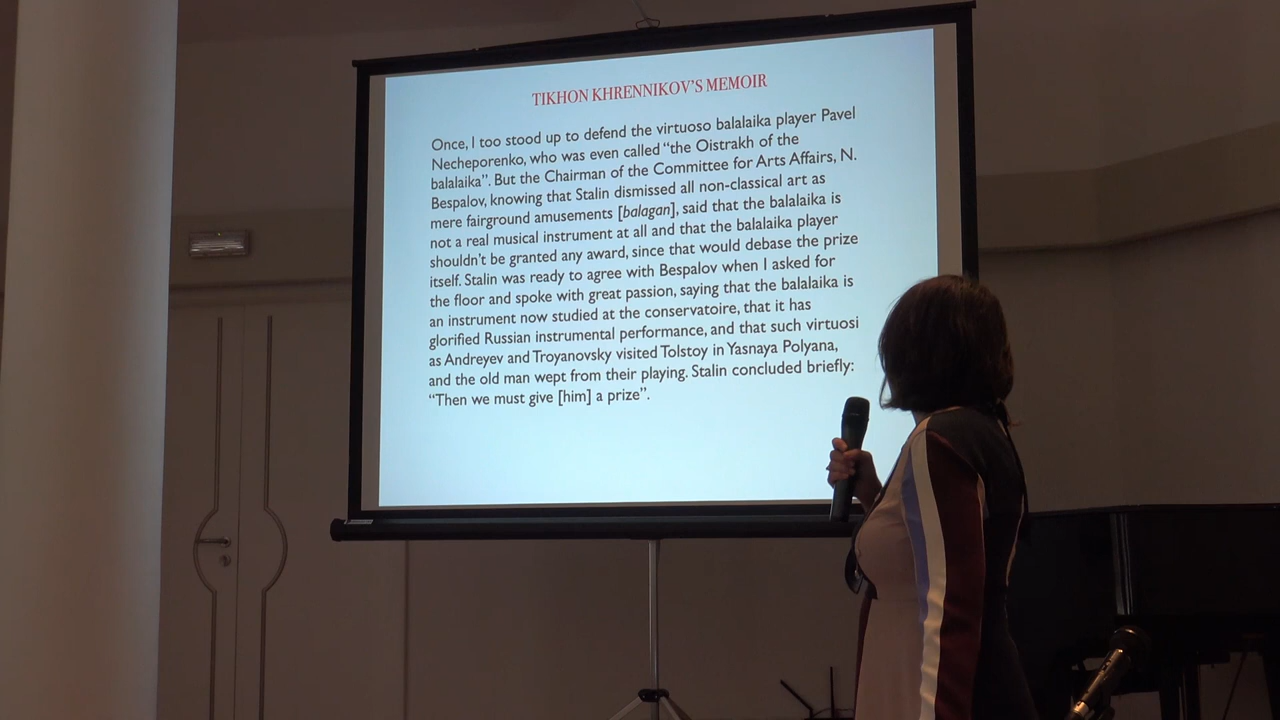 TIKHON KHRENNIKOV'S MEMOIR
Once, I too stood up to defend the virtuoso balalaika player Pavel
Necheporenko, who was even called “the Oistrakh of the
balalaika”. But the Chairman of the Committee for Arts Affairs, N.
Bespalov, knowing that Stalin dismissed all non-classical art as
mere fairground amusements [balagan], said that the balalaika is
not a real musical instrument at all and that the balalaika player
shouldn't be granted any award, since that would debase the prize
itself. Stalin was ready to agree with Bespalov when I asked for
the floor and spoke with great passion, saying that the balalaika is
an instrument now studied at the conservatoire, that it has
glorified Russian instrumental performance, and that such virtuosi
as Andreyev and Troyanovsky visited Tolstoy in Yasnaya Polyana,
and the old man wept from their playing. Stalin concluded briefly:
“Then we must give [him] a prize”.